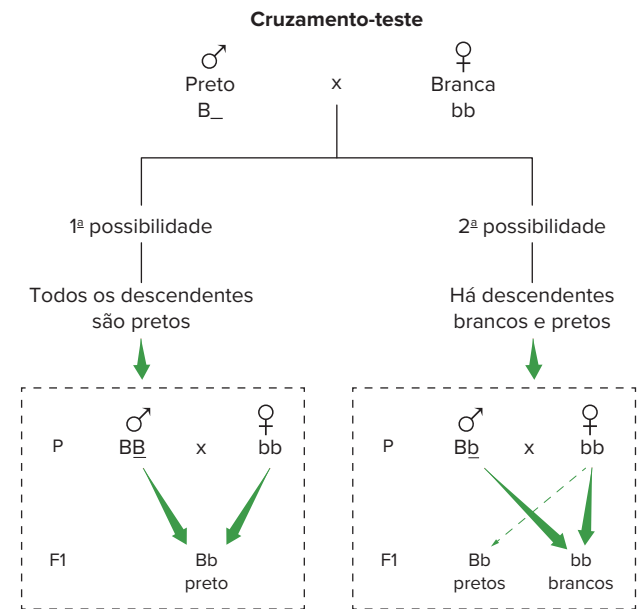 Cruzamento-teste
♂ ♀
Preto x Branca
B_ bb
1ª possibilidade 2ª possibilidade
Todos os descendentes
são pretos
Há descendentes
brancos e pretos
♂ ♀
P BB x bb
F1 Bb
preto
♂ ♀
P Bb x bb
F1 Bb bb
pretos brancos